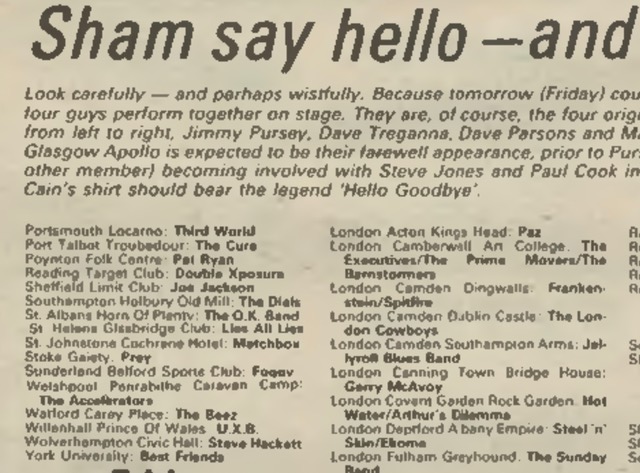 Sham say hello – and
Look carefully — and perhaps wistfully. Because tomorrow (Friday) cou
four guys perform together on stage. They are, of course, the four orig
from left to right, Jimmy Pursey, Dave Treganna, Dave Parsons and Ma
Glasgow Apollo is expected to be their farewell appearance, prior to Pur
other member) becoming involved with Steve Jones and Paul Cook in
Cain's shirt should bear the legend 'Hello Goodbye'.
Portsmouth Locarno: Third World
Port Talbot Troubadour: The Cure
Poynton Folk Centre: Pat Ryan
Reading Target Club: Double Xposure
Sheffield Limit Club: Joe Jackson
Southampton Holbury Old Mill: The Dials
St. Albans Horn Of Plenty: The O.K. Band
St Helens Glasbridge Club: Lies All Lies
St. Johnstone Cochrane Hotel: Matchbox
Stoke Gaiety: Prey
Sunderland Belford Sports Club: Fogey
Welshpool Penrabithe Caravan Camp:
The Accelerators
Watford Carey Place: The Beez
Willenhall Prince Of Wales U.X.B.
Wolverhampton Civic Hall: Steve Hackett
York University: Best Friends
London Acton Kings Head: Paz
London Camberwell Art College. The
Executives/The Prime Movers/The
Barnstormers
London Camden Dingwalls: Franken-
stein/Spitfire
London Camden Dublin Castle: The Lon-
don Cowboys
London Camden Southampton Arms: Jel-
lyroll Blues Band
London Canning Town Bridge House:
Gerry McAvoy
London Covent Garden Rock Garden. Hot
Water/Arthur's Dilemma
London Deptford Albany Empire: Steel 'n'
Skin/Ekome
London Fulham Greyhound. The Sunday
Band